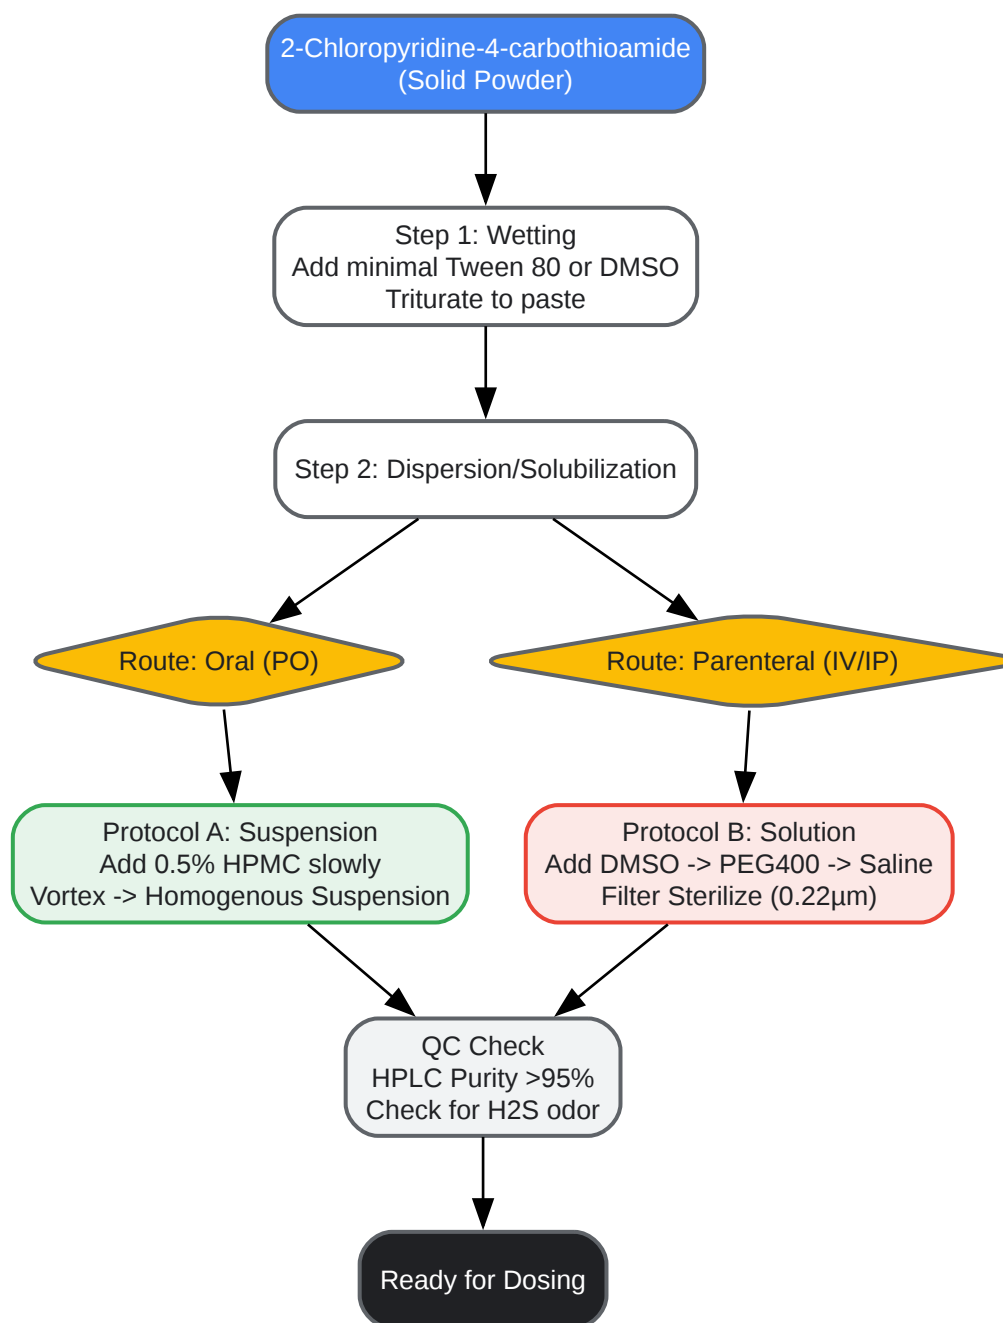 2-Chloropyridine-4-carbothioamide
(Solid Powder)
Step 1: Wetting
Add minimal Tween 80 or DMSO
Triturate to paste
Step 2: Dispersion/Solubilization
Route: Oral (PO)
Route: Parenteral (IV/IP)
Protocol A: Suspension
Add 0.5% HPMC slowly
Vortex -> Homogenous Suspension
Protocol B: Solution
Add DMSO -> PEG400 -> Saline
Filter Sterilize (0.22µm)
QC Check
HPLC Purity >95%
Check for H2S odor
Ready for Dosing